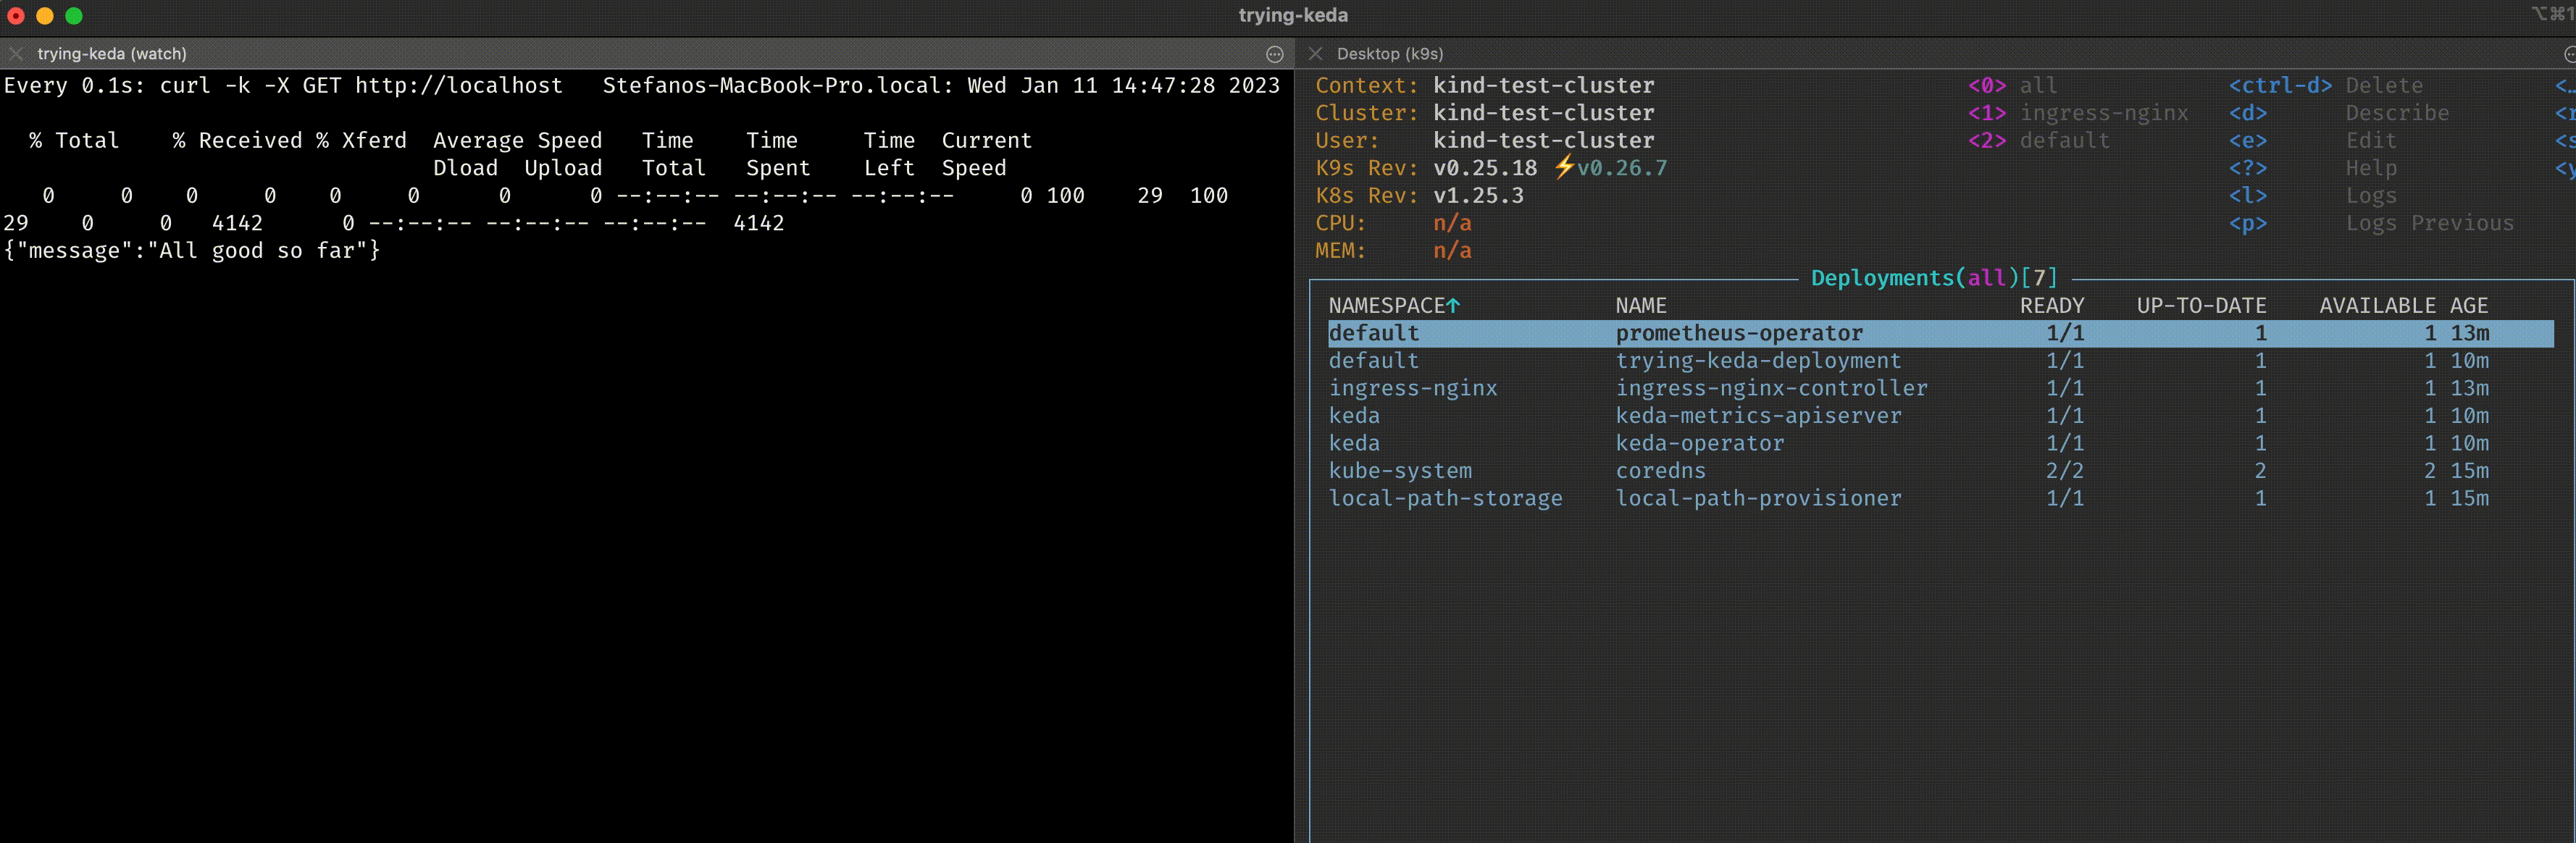 trying-keda
⌥⌘1
trying-keda (watch)
Every 0.1s: curl -k -X GET http://localhost   Stefanos-MacBook-Pro.local: Wed Jan 11 14:47:28 2023
% Total    % Received % Xferd  Average Speed   Time    Time     Time  Current
Dload  Upload   Total   Spent    Left  Speed
0     0    0     0    0     0      0      0 --:--:-- --:--:-- --:--:--     0 100    29  100
29    0     0   4142      0 --:--:-- --:--:-- --:--:--  4142
{"message":"All good so far"}
Desktop (k9s)
Context: kind-test-cluster <0> all <ctrl-d> Delete
Cluster: kind-test-cluster <1> ingress-nginx <d> Describe
User: kind-test-cluster <2> default <e> Edit
K9s Rev: v0.25.18 ⚡v0.26.7 <?> Help
K8s Rev: v1.25.3 <l> Logs
CPU: n/a <p> Logs Previous
MEM: n/a
Deployments(all)[7]
NAMESPACE↑ NAME READY UP-TO-DATE AVAILABLE AGE
default prometheus-operator 1/1 1 1 13m
default trying-keda-deployment 1/1 1 1 10m
ingress-nginx ingress-nginx-controller 1/1 1 1 13m
keda keda-metrics-apiserver 1/1 1 1 10m
keda keda-operator 1/1 1 1 10m
kube-system coredns 2/2 2 2 15m
local-path-storage local-path-provisioner 1/1 1 1 15m